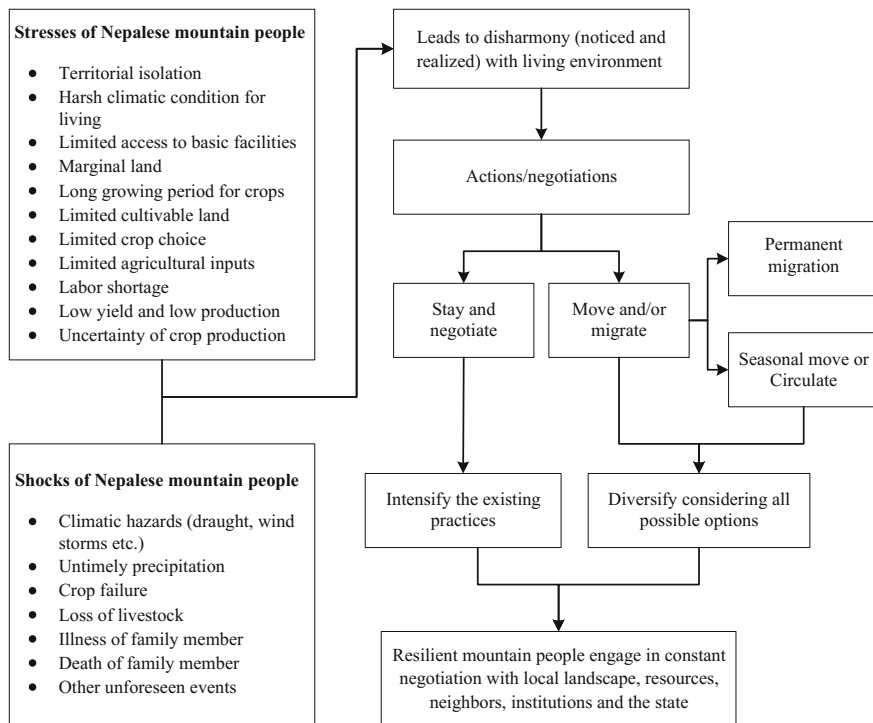 Stresses of Nepalese mountain people
● Territorial isolation
● Harsh climatic condition for
living
● Limited access to basic facilities
● Marginal land
● Long growing period for crops
● Limited cultivable land
● Limited crop choice
● Limited agricultural inputs
● Labor shortage
● Low yield and low production
● Uncertainty of crop production
Shocks of Nepalese mountain people
● Climatic hazards (draught, wind
storms etc.)
● Untimely precipitation
● Crop failure
● Loss of livestock
● Illness of family member
● Death of family member
● Other unforeseen events
Leads to disharmony (noticed and
realized) with living environment
Actions/negotiations
Stay and
negotiate
Move and/or
migrate
Permanent
migration
Seasonal move or
Circulate
Intensify the existing
practices
Diversify considering all
possible options
Resilient mountain people engage in constant
negotiation with local landscape, resources,
neighbors, institutions and the state